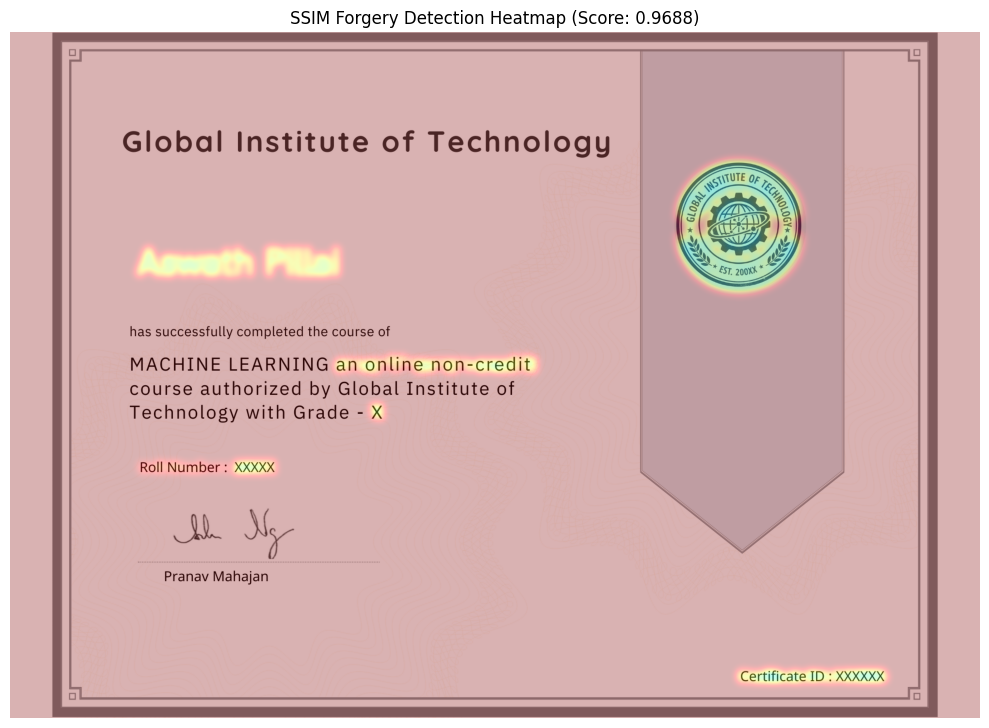 SSIM Forgery Detection Heatmap (Score: 0.9688)
Global Institute of Technology
GLOBAL INSTITUTE OF TECHNOLOGY
EST. 200XX
has successfully completed the course of
MACHINE LEARNING an online non-credit
course authorized by Global Institute of
Technology with Grade - X
Roll Number : XXXXX
Pranav Mahajan
Certificate ID : XXXXXX